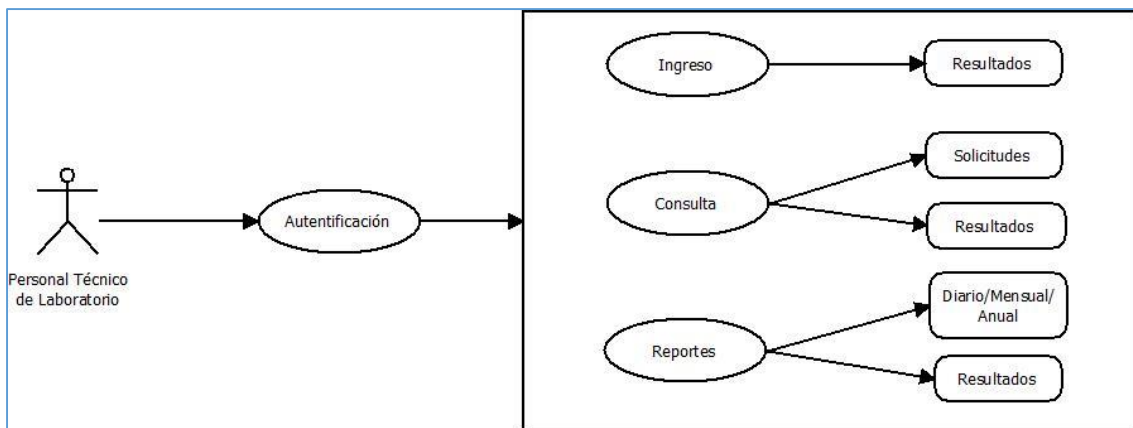 Personal Técnico
de Laboratorio
Autentificación
Ingreso
Resultados
Consulta
Solicitudes
Resultados
Reportes
Diario/Mensual/
Anual
Resultados